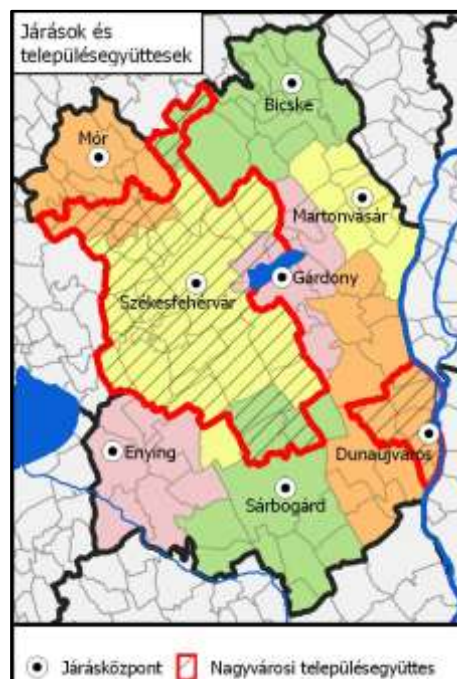 Járások és
településegyüttesek
Bicske
Mór
Martonvásár
Gárdony
Székesfehérvár
Enying
Dunaújváros
Sárbogárd
Járásközpont
Nagyvárosi településegyüttes